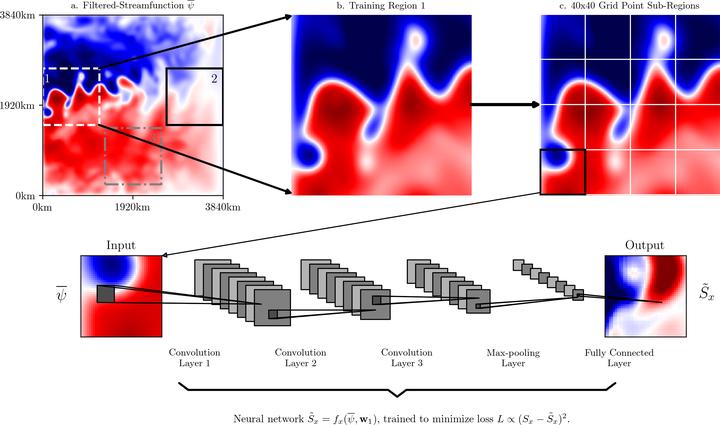 a. Filtered-Streamfunction $\overline{\psi}$
b. Training Region 1
c. 40x40 Grid Point Sub-Regions
3840km
1920km
0km
1
2
0km 1920km 3840km
Input
Output
$\overline{\psi}$
$\tilde{S}_x$
Convolution
Layer 1
Convolution
Layer 2
Convolution
Layer 3
Max-pooling
Layer
Fully Connected
Layer
Neural network $\tilde{S}_x = f_x(\overline{\psi}, \mathbf{w}_1)$, trained to minimize loss $L \propto (S_x - \tilde{S}_x)^2$.